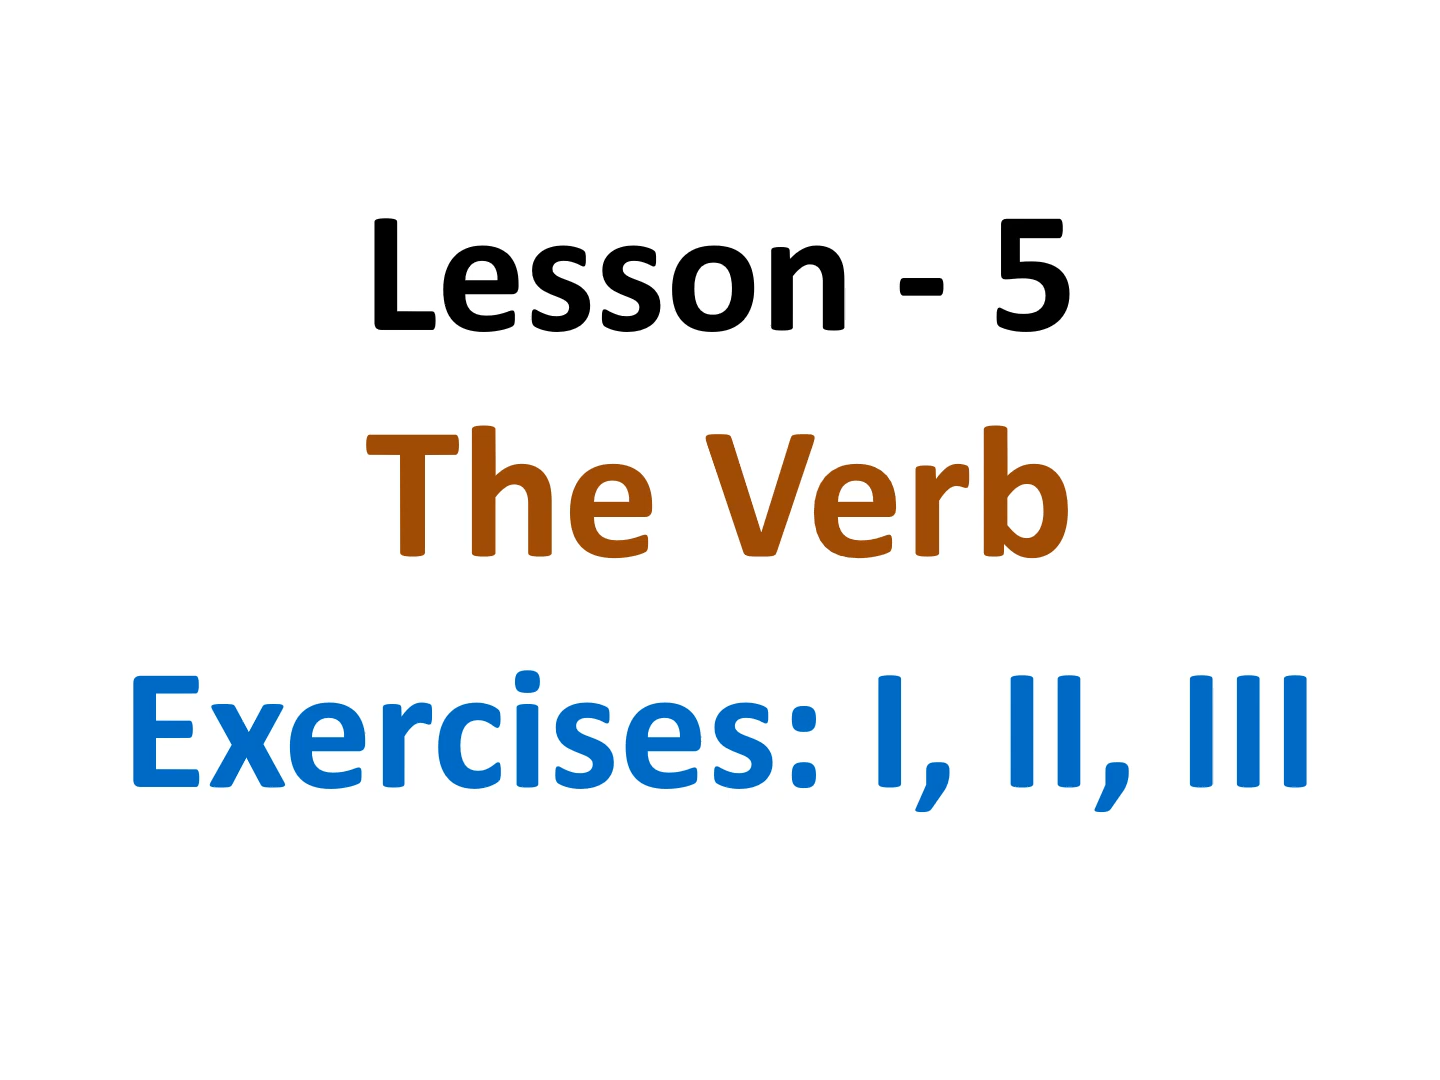 Lesson - 5
The Verb
Exercises: I, II, III